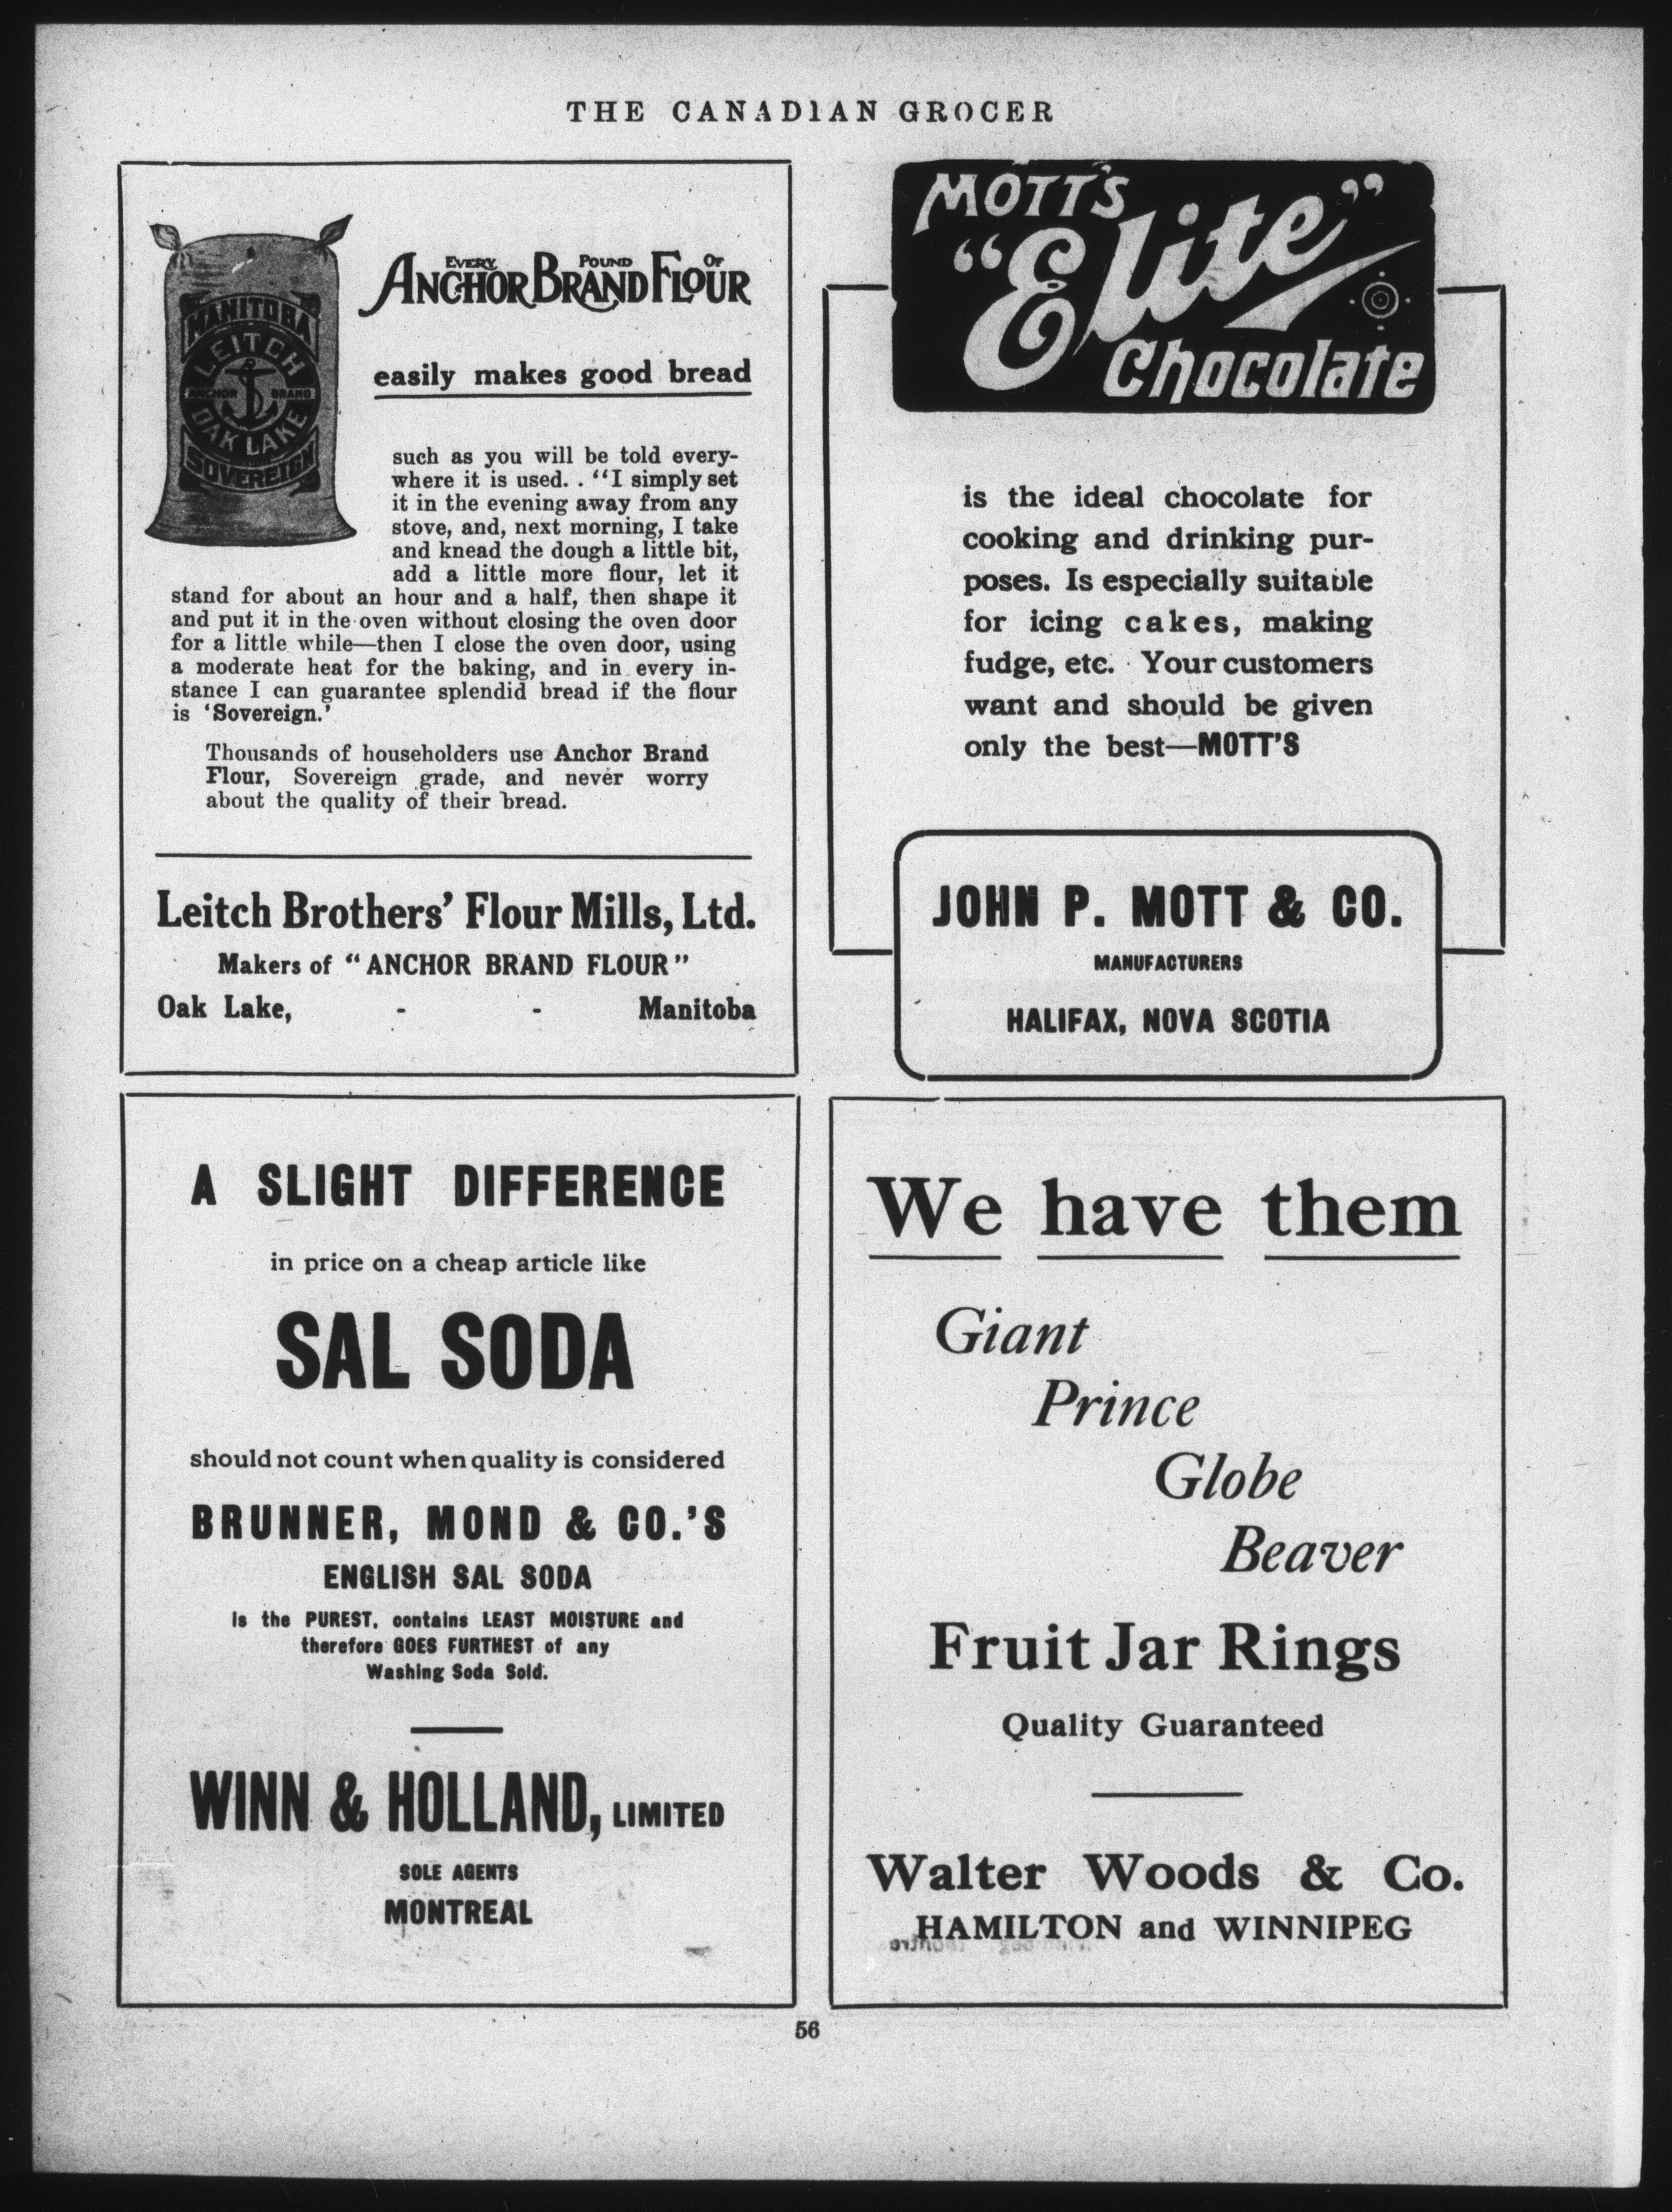 THE CANADIAN GROCER
EVERY POUND OF
ANCHOR BRAND FLOUR
easily makes good bread
MANITOBA
LEITCH
ANCHOR BRAND
OAK LAKE
SOVEREIGN
such as you will be told every-
where it is used. . “I simply set
it in the evening away from any
stove, and, next morning, I take
and knead the dough a little bit,
add a little more flour, let it
stand for about an hour and a half, then shape it
and put it in the oven without closing the oven door
for a little while—then I close the oven door, using
a moderate heat for the baking, and in every in-
stance I can guarantee splendid bread if the flour
is ‘Sovereign.’
Thousands of householders use Anchor Brand
Flour, Sovereign grade, and never worry
about the quality of their bread.
Leitch Brothers’ Flour Mills, Ltd.
Makers of “ANCHOR BRAND FLOUR”
Oak Lake, - - Manitoba
MOTT'S
“Elite”
Chocolate
is the ideal chocolate for
cooking and drinking pur-
poses. Is especially suitable
for icing cakes, making
fudge, etc. Your customers
want and should be given
only the best—MOTT'S
JOHN P. MOTT & CO.
MANUFACTURERS
HALIFAX, NOVA SCOTIA
A SLIGHT DIFFERENCE
in price on a cheap article like
SAL SODA
should not count when quality is considered
BRUNNER, MOND & CO.'S
ENGLISH SAL SODA
is the PUREST, contains LEAST MOISTURE and
therefore GOES FURTHEST of any
Washing Soda Sold.
WINN & HOLLAND, LIMITED
SOLE AGENTS
MONTREAL
We have them
Giant
Prince
Globe
Beaver
Fruit Jar Rings
Quality Guaranteed
Walter Woods & Co.
HAMILTON and WINNIPEG
56